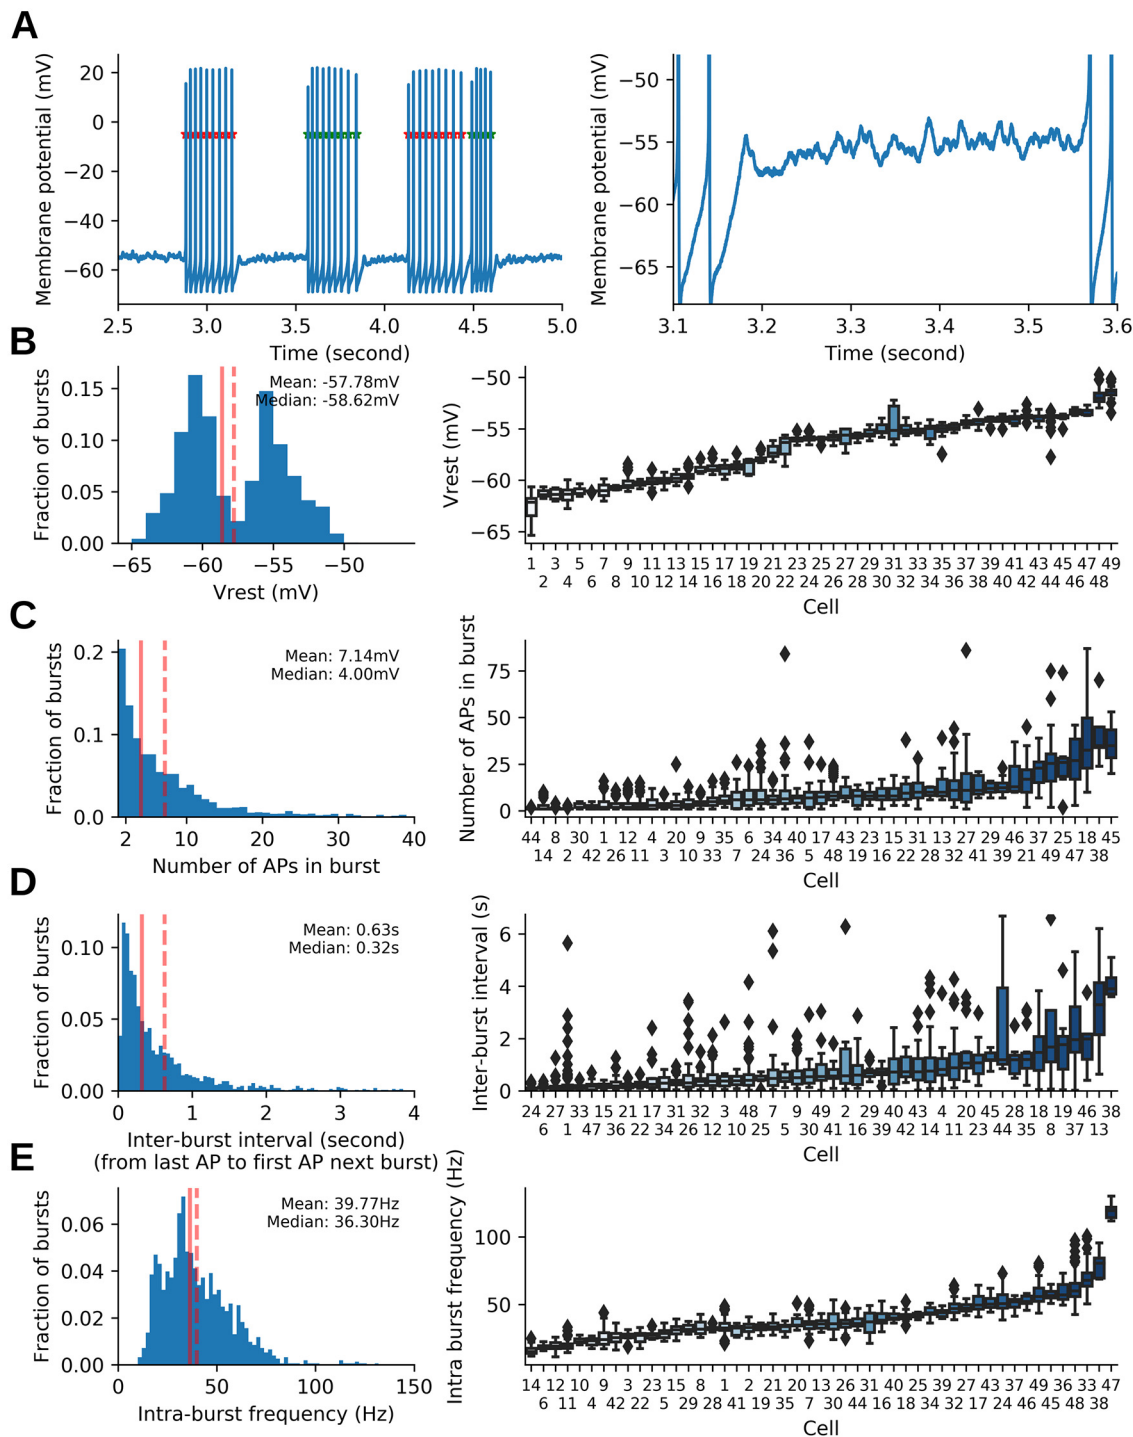 A
Membrane potential (mV)
20
0
−20
−40
−60
2.5 3.0 3.5 4.0 4.5 5.0
Time (second)
Membrane potential (mV)
−50
−55
−60
−65
3.1 3.2 3.3 3.4 3.5 3.6
Time (second)
B
Fraction of bursts
0.15
0.10
0.05
0.00
Mean: -57.78mV
Median: -58.62mV
−65 −60 −55 −50
Vrest (mV)
Vrest (mV)
−50
−55
−60
−65
1 3 5 7 9 11 13 15 17 19 21 23 25 27 29 31 33 35 37 39 41 43 45 47 49
2 4 6 8 10 12 14 16 18 20 22 24 26 28 30 32 34 36 38 40 42 44 46 48
Cell
C
Fraction of bursts
0.2
0.1
0.0
Mean: 7.14mV
Median: 4.00mV
2 10 20 30 40
Number of APs in burst
Number of APs in burst
75
50
25
0
44 8 30 1 12 4 20 9 35 6 34 40 17 43 23 15 31 13 27 29 46 37 25 18 45
14 2 42 26 11 3 10 33 7 24 36 5 48 19 16 22 28 32 41 39 21 49 47 38
Cell
D
Fraction of bursts
0.10
0.05
0.00
Mean: 0.63s
Median: 0.32s
0 1 2 3 4
Inter-burst interval (second)
(from last AP to first AP next burst)
Inter-burst interval (s)
6
4
2
0
24 27 33 15 21 17 31 32 3 48 7 9 49 2 29 40 43 4 20 45 28 18 19 46 38
6 1 47 36 22 34 26 12 10 25 5 30 41 16 39 42 14 11 23 44 35 8 37 13
Cell
E
Fraction of bursts
0.06
0.04
0.02
0.00
Mean: 39.77Hz
Median: 36.30Hz
0 50 100 150
Intra-burst frequency (Hz)
Intra burst frequency (Hz)
100
50
14 12 10 9 3 23 15 8 1 2 21 20 13 26 31 40 25 39 27 43 37 49 45 33 47
6 11 4 42 22 5 29 28 41 19 35 7 30 44 16 18 34 32 17 24 36 46 48 38
Cell